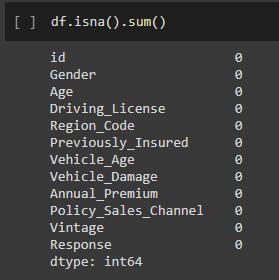 [ ] df.isna().sum()
id 0
Gender 0
Age 0
Driving_License 0
Region_Code 0
Previously_Insured 0
Vehicle_Age 0
Vehicle_Damage 0
Annual_Premium 0
Policy_Sales_Channel 0
Vintage 0
Response 0
dtype: int64